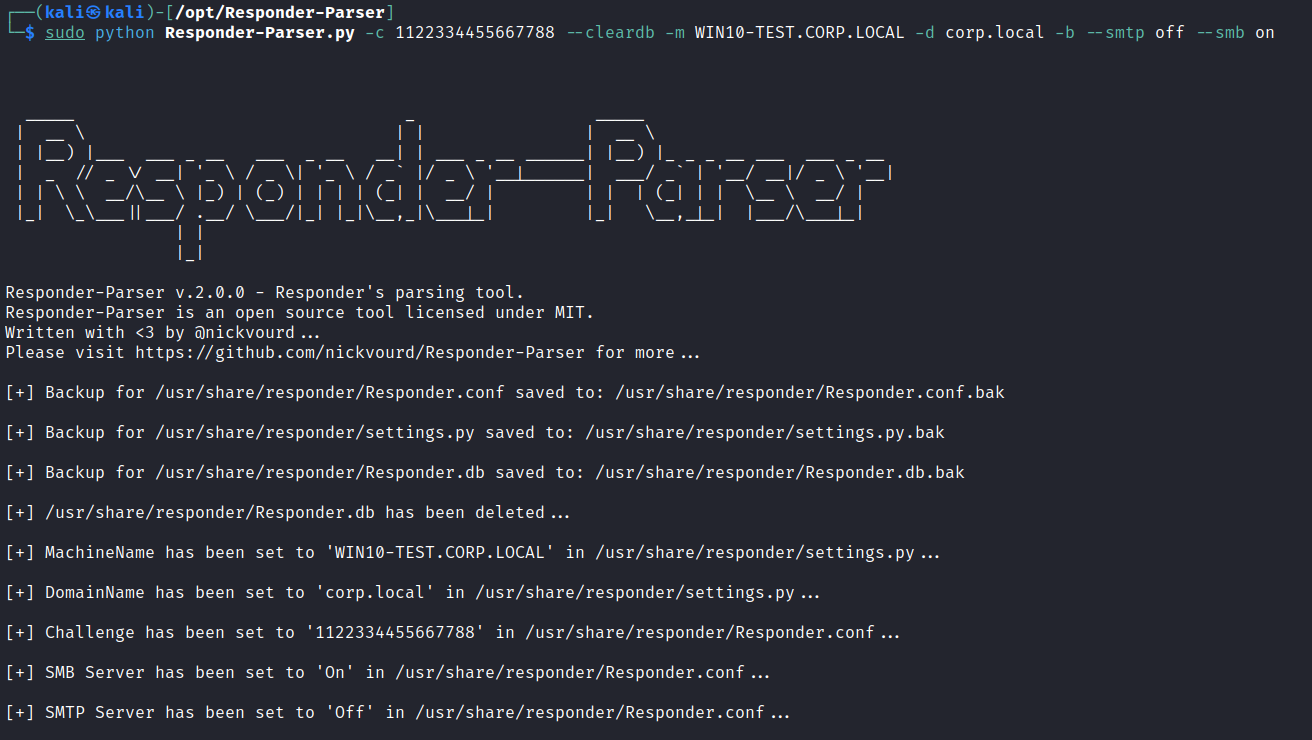 ┌──(kali㉿kali)-[/opt/Responder-Parser]
└─$ sudo python Responder-Parser.py -c 1122334455667788 --cleardb -m WIN10-TEST.CORP.LOCAL -d corp.local -b --smtp off --smb on
Responder-Parser
Responder-Parser v.2.0.0 - Responder's parsing tool.
Responder-Parser is an open source tool licensed under MIT.
Written with <3 by @nickvourd...
Please visit https://github.com/nickvourd/Responder-Parser for more...
[+] Backup for /usr/share/responder/Responder.conf saved to: /usr/share/responder/Responder.conf.bak
[+] Backup for /usr/share/responder/settings.py saved to: /usr/share/responder/settings.py.bak
[+] Backup for /usr/share/responder/Responder.db saved to: /usr/share/responder/Responder.db.bak
[+] /usr/share/responder/Responder.db has been deleted...
[+] MachineName has been set to 'WIN10-TEST.CORP.LOCAL' in /usr/share/responder/settings.py...
[+] DomainName has been set to 'corp.local' in /usr/share/responder/settings.py...
[+] Challenge has been set to '1122334455667788' in /usr/share/responder/Responder.conf...
[+] SMB Server has been set to 'On' in /usr/share/responder/Responder.conf...
[+] SMTP Server has been set to 'Off' in /usr/share/responder/Responder.conf...